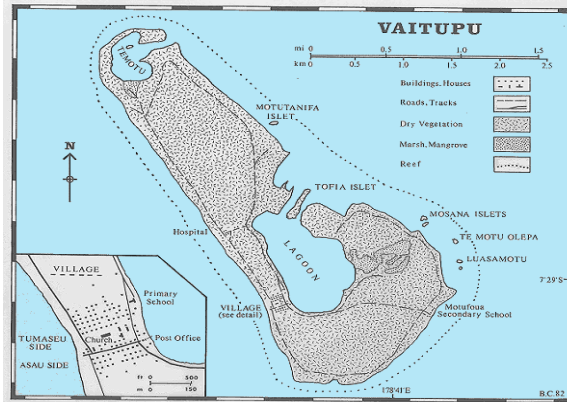 VAITUPU
mi 0 0.5 1.0 1.5
km 0 0.5 1.0 1.5 2.0 2.5
Buildings, Houses
Roads, Tracks
Dry Vegetation
Marsh, Mangrove
Reef
TEMOTU
MOTUTANIFA
ISLET
N
TOFIA ISLET
MOSANA ISLETS
TE MOTU OLEPA
LUASAMOTU
Hospital
LAGOON
7°29'S
VILLAGE
(see detail)
Motufoua
Secondary School
178°41'E
B.C.82
VILLAGE
Primary
School
Post Office
Church
TUMASEU
SIDE
ASAU SIDE
ft 0 500
m 0 150